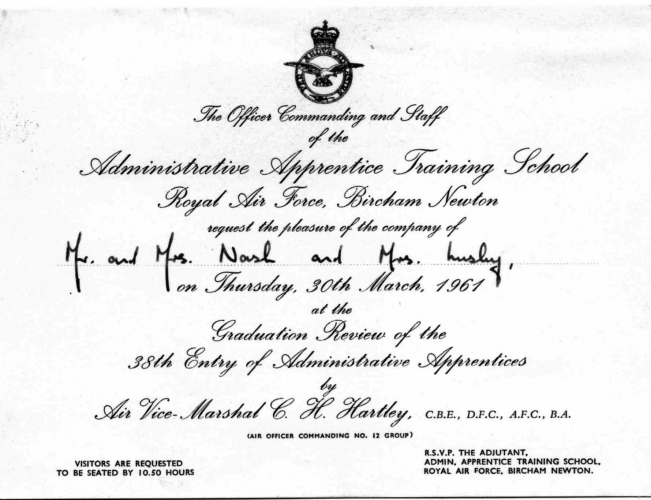 The Officer Commanding and Staff
of the
Administrative Apprentice Training School
Royal Air Force, Bircham Newton
request the pleasure of the company of
Mr. and Mrs. Nash and Mrs.
on Thursday, 30th March, 1961
at the
Graduation Review of the
38th Entry of Administrative Apprentices
by
Air Vice-Marshal C. H. Hartley, C.B.E., D.F.C., A.F.C., B.A.
(AIR OFFICER COMMANDING NO. 12 GROUP)
VISITORS ARE REQUESTED
TO BE SEATED BY 10.50 HOURS
R.S.V.P. THE ADJUTANT,
ADMIN, APPRENTICE TRAINING SCHOOL,
ROYAL AIR FORCE, BIRCHAM NEWTON.